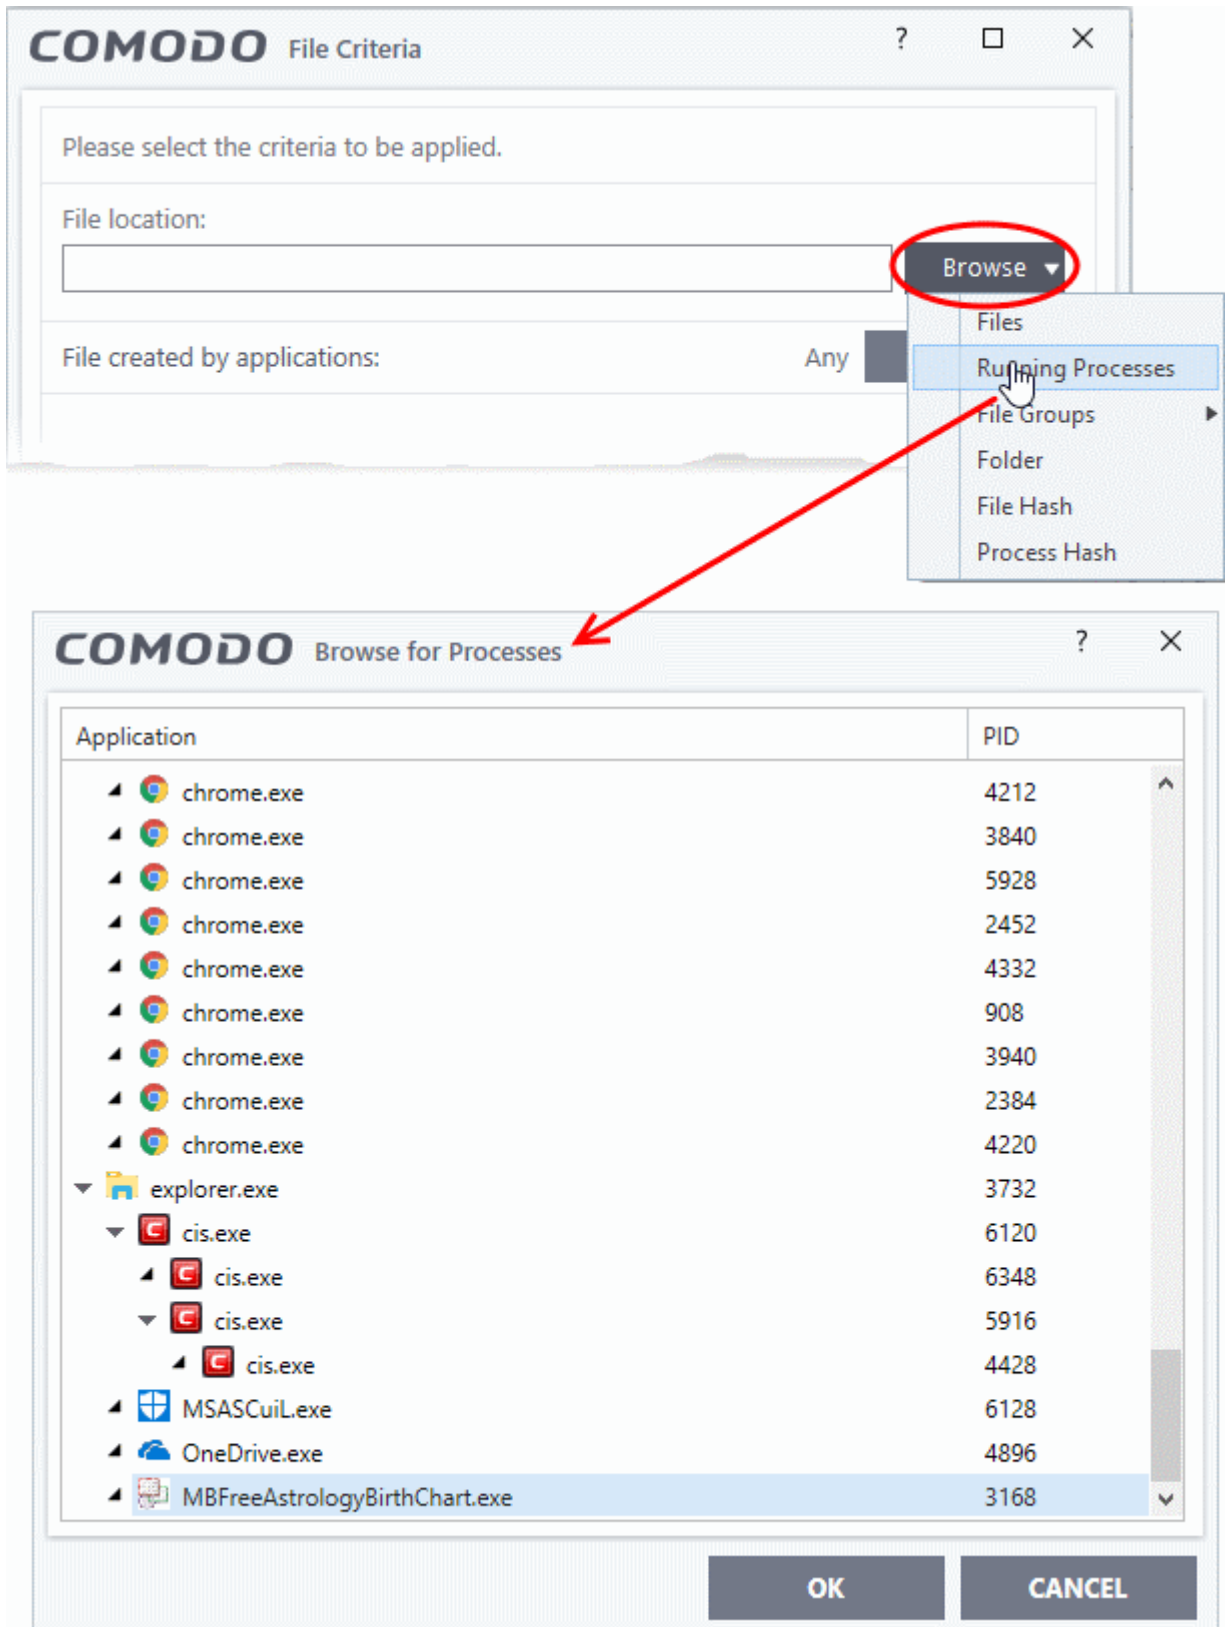 COMODO File Criteria ?
Please select the criteria to be applied.
File location:
Browse
Files
File created by applications: Any
Running Processes
File Groups
Folder
File Hash
Process Hash
COMODO Browse for Processes ?
Application PID
chrome.exe 4212
chrome.exe 3840
chrome.exe 5928
chrome.exe 2452
chrome.exe 4332
chrome.exe 908
chrome.exe 3940
chrome.exe 2384
chrome.exe 4220
explorer.exe 3732
cis.exe 6120
cis.exe 6348
cis.exe 5916
cis.exe 4428
MSASCuiL.exe 6128
OneDrive.exe 4896
MBFreeAstrologyBirthChart.exe 3168
OK CANCEL